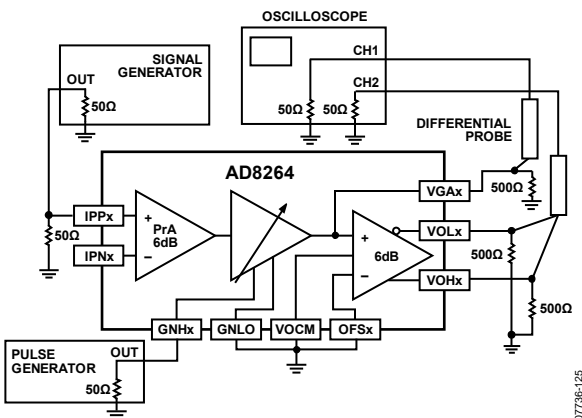 OSCILLOSCOPE
CH1
CH2
50Ω
50Ω
SIGNAL
GENERATOR
OUT
50Ω
DIFFERENTIAL
PROBE
AD8264
IPPx
50Ω
IPNx
+
PrA
6dB
–
+
6dB
–
VGAx
500Ω
VOLx
500Ω
VOHx
500Ω
GNHx
GNLO
VOCM
OFSx
PULSE
GENERATOR
OUT
50Ω
07736-125